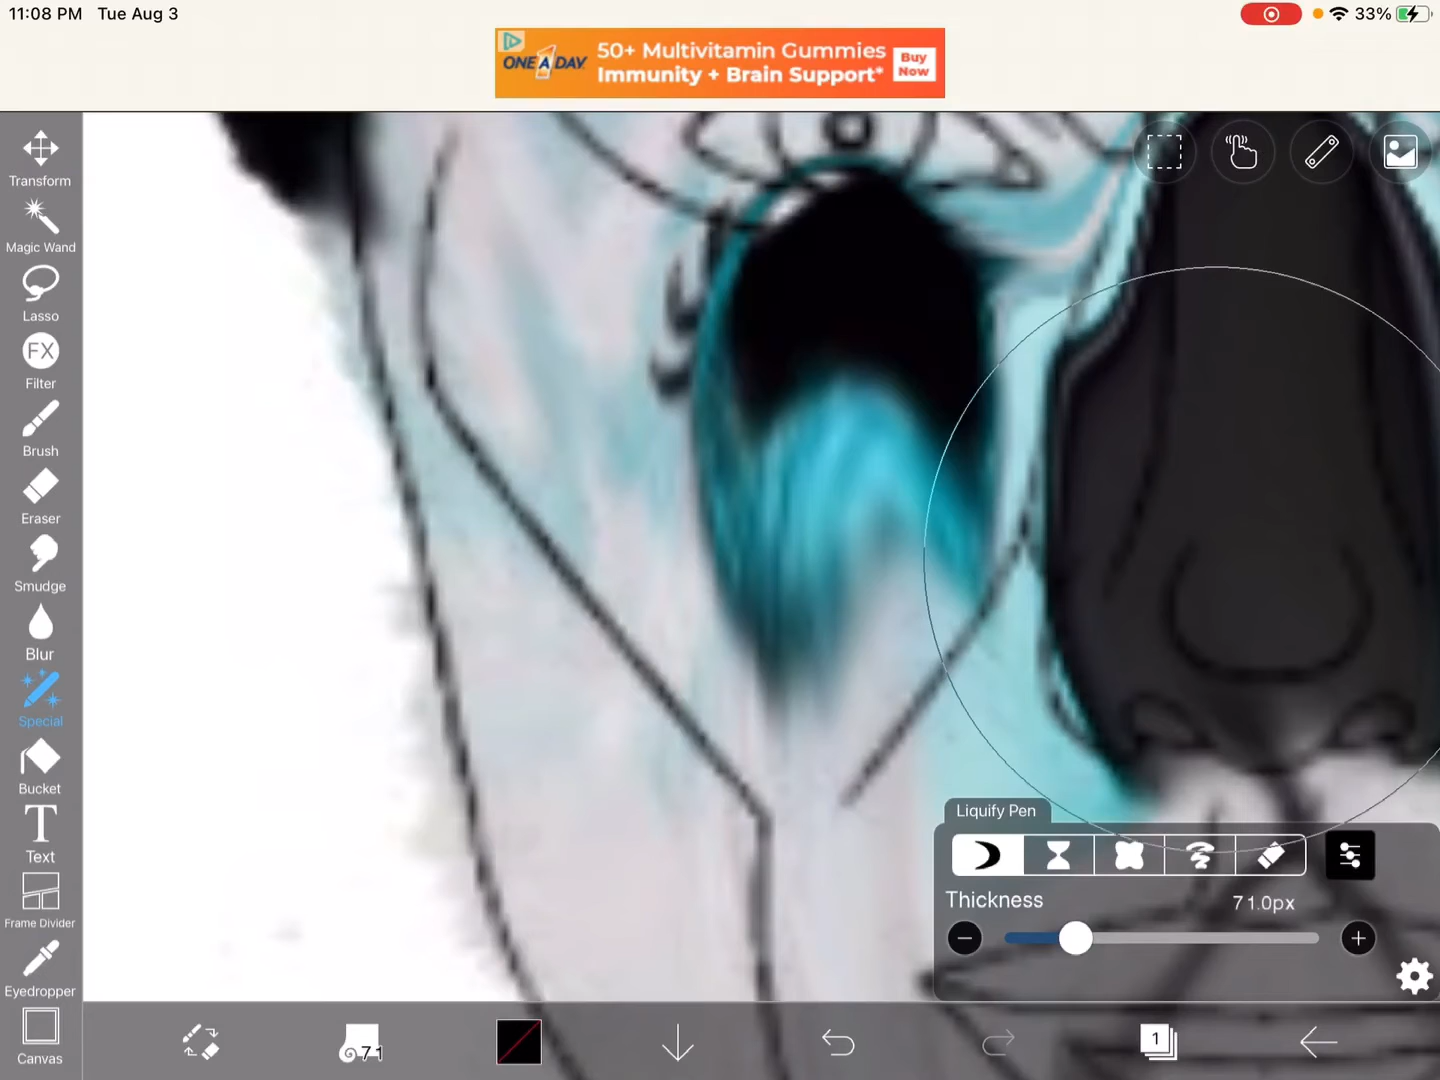 11:08 PM Tue Aug 3
33%
ONE A DAY
50+ Multivitamin Gummies
Immunity + Brain Support*
Buy
Now
Transform
Magic Wand
Lasso
FX
Filter
Brush
Eraser
Smudge
Blur
Special
Bucket
T
Text
Frame Divider
Eyedropper
Canvas
Liquify Pen
Thickness
71.0px
71
1